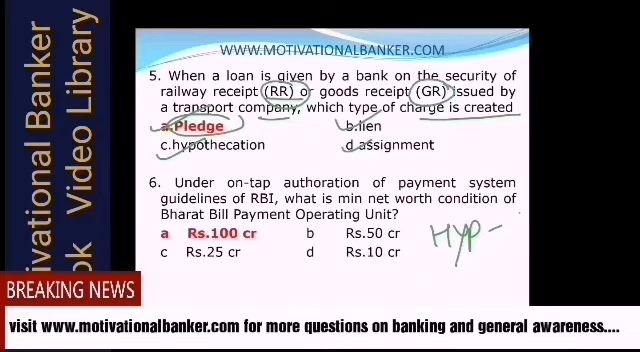 Motivational Banker
ok Video Library
WWW.MOTIVATIONALBANKER.COM
5. When a loan is given by a bank on the security of
railway receipt (RR) or goods receipt (GR) issued by
a transport company, which type of charge is created
a.Pledge b.lien
c.hypothecation d assignment
6. Under on-tap authoration of payment system
guidelines of RBI, what is min net worth condition of
Bharat Bill Payment Operating Unit?
a Rs.100 cr b Rs.50 cr
c Rs.25 cr d Rs.10 cr
HYP -
BREAKING NEWS
visit www.motivationalbanker.com for more questions on banking and general awareness....